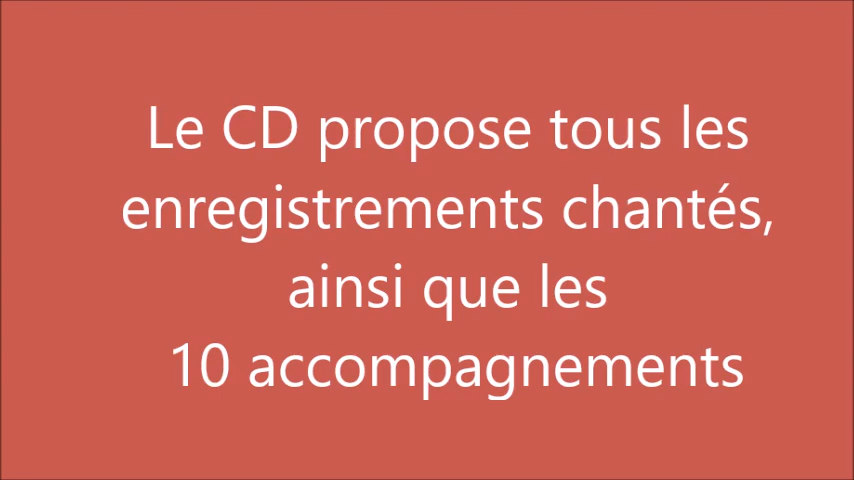 Le CD propose tous les
enregistrements chantés,
ainsi que les
10 accompagnements